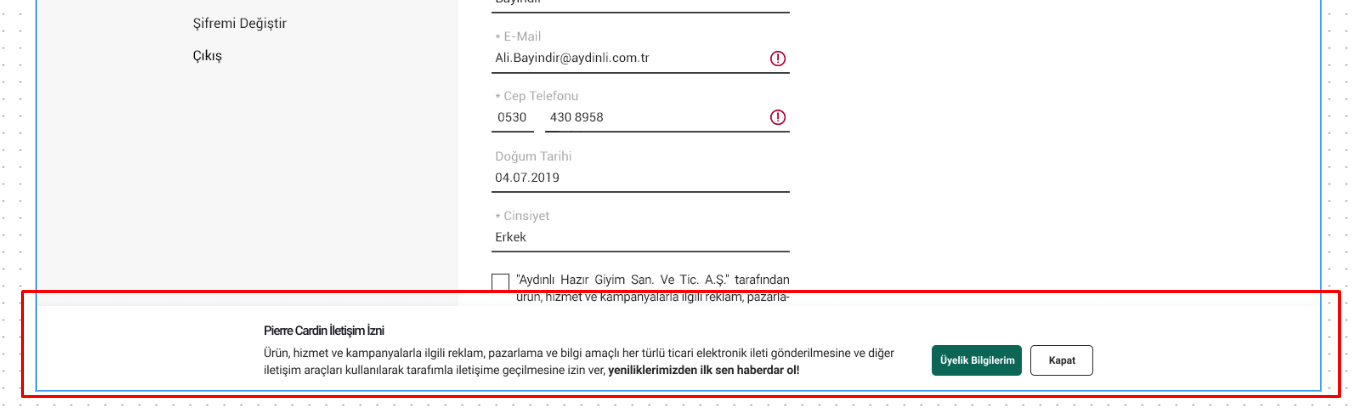 Bayındır
Şifremi Değiştir
* E-Mail
Çıkış
Ali.Bayindir@aydinli.com.tr
* Cep Telefonu
0530 430 8958
Doğum Tarihi
04.07.2019
* Cinsiyet
Erkek
"Aydınlı Hazır Giyim San. Ve Tic. A.Ş." tarafından
ürün, hizmet ve kampanyalarla ilgili reklam, pazarla-
Pierre Cardin İletişim İzni
Ürün, hizmet ve kampanyalarla ilgili reklam, pazarlama ve bilgi amaçlı her türlü ticari elektronik ileti gönderilmesine ve diğer
iletişim araçları kullanılarak tarafımla iletişime geçilmesine izin ver, yeniliklerimizden ilk sen haberdar ol!
Üyelik Bilgilerim
Kapat